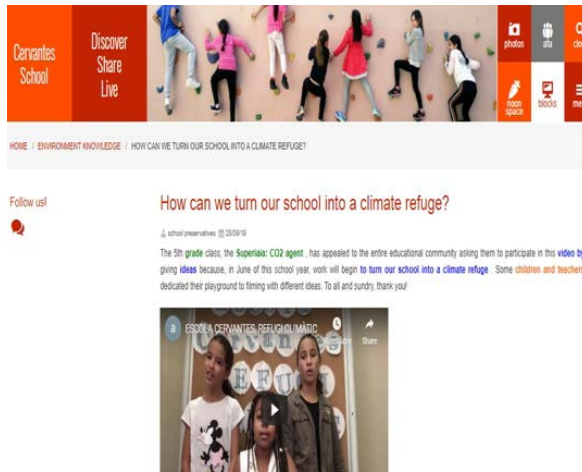 Cervantes
School
Discover
Share
Live
photos
afa
noon
space
blocks
HOME / ENVIRONMENT KNOWLEDGE / HOW CAN WE TURN OUR SCHOOL INTO A CLIMATE REFUGE?
Follow us!
How can we turn our school into a climate refuge?
school preservatives 28/09/19
The 5th grade class, the Superlaia: CO2 agent , has appealed to the entire educational community asking them to participate in this video by
giving ideas because, in June of this school year, work will begin to turn our school into a climate refuge . Some children and teachers
dedicated their playground to filming with different ideas. To all and sundry, thank you!
a ESCOLA CERVANTES, REFUGI CLIMÀTIC
Share